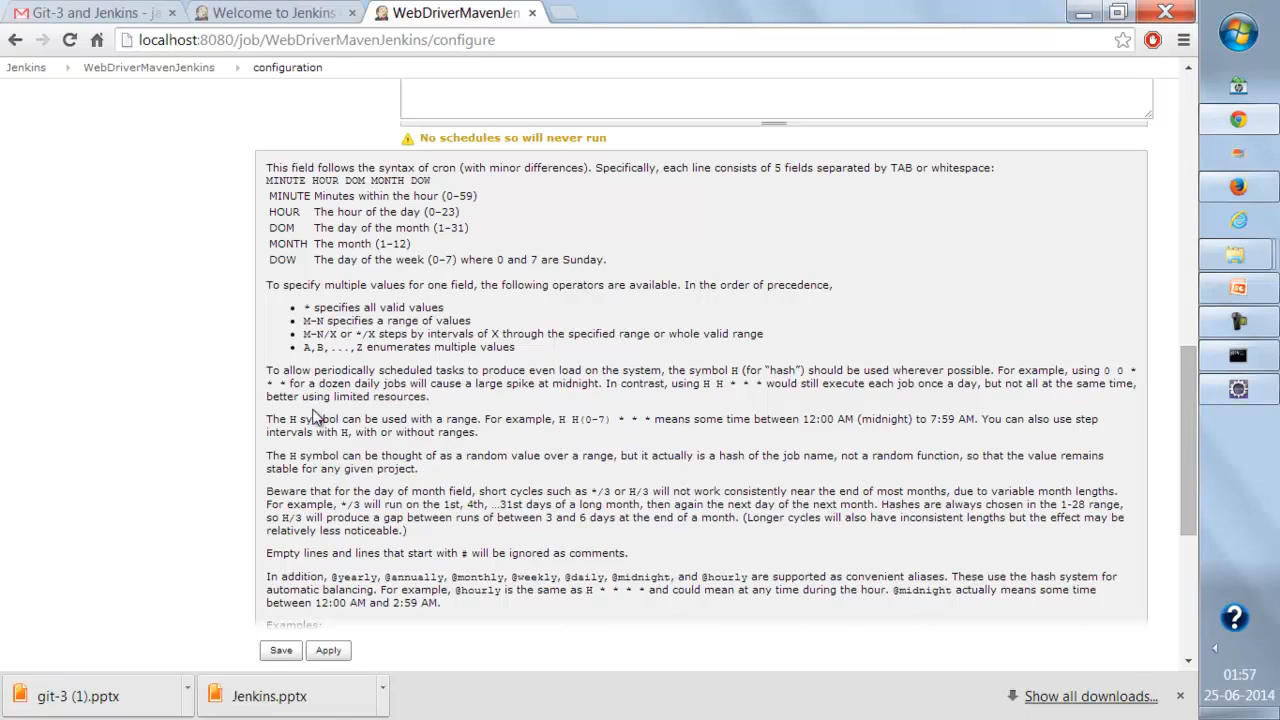 Git-3 and Jenkins - ja
Welcome to Jenkins
WebDriverMavenJen
localhost:8080/job/WebDriverMavenJenkins/configure
Jenkins WebDriverMavenJenkins configuration
No schedules so will never run
This field follows the syntax of cron (with minor differences). Specifically, each line consists of 5 fields separated by TAB or whitespace:
MINUTE HOUR DOM MONTH DOW
MINUTE Minutes within the hour (0–59)
HOUR The hour of the day (0–23)
DOM The day of the month (1–31)
MONTH The month (1–12)
DOW The day of the week (0–7) where 0 and 7 are Sunday.
To specify multiple values for one field, the following operators are available. In the order of precedence,
• * specifies all valid values
• M-N specifies a range of values
• M-N/X or */X steps by intervals of X through the specified range or whole valid range
• A,B,...,Z enumerates multiple values
To allow periodically scheduled tasks to produce even load on the system, the symbol H (for “hash”) should be used wherever possible. For example, using 0 0 *
* * for a dozen daily jobs will cause a large spike at midnight. In contrast, using H H * * * would still execute each job once a day, but not all at the same time,
better using limited resources.
The H symbol can be used with a range. For example, H H(0-7) * * * means some time between 12:00 AM (midnight) to 7:59 AM. You can also use step
intervals with H, with or without ranges.
The H symbol can be thought of as a random value over a range, but it actually is a hash of the job name, not a random function, so that the value remains
stable for any given project.
Beware that for the day of month field, short cycles such as */3 or H/3 will not work consistently near the end of most months, due to variable month lengths.
For example, */3 will run on the 1st, 4th, …31st days of a long month, then again the next day of the next month. Hashes are always chosen in the 1-28 range,
so H/3 will produce a gap between runs of between 3 and 6 days at the end of a month. (Longer cycles will also have inconsistent lengths but the effect may be
relatively less noticeable.)
Empty lines and lines that start with # will be ignored as comments.
In addition, @yearly, @annually, @monthly, @weekly, @daily, @midnight, and @hourly are supported as convenient aliases. These use the hash system for
automatic balancing. For example, @hourly is the same as H * * * * and could mean at any time during the hour. @midnight actually means some time
between 12:00 AM and 2:59 AM.
Examples:
Save Apply
git-3 (1).pptx
Jenkins.pptx
Show all downloads...
01:57
25-06-2014